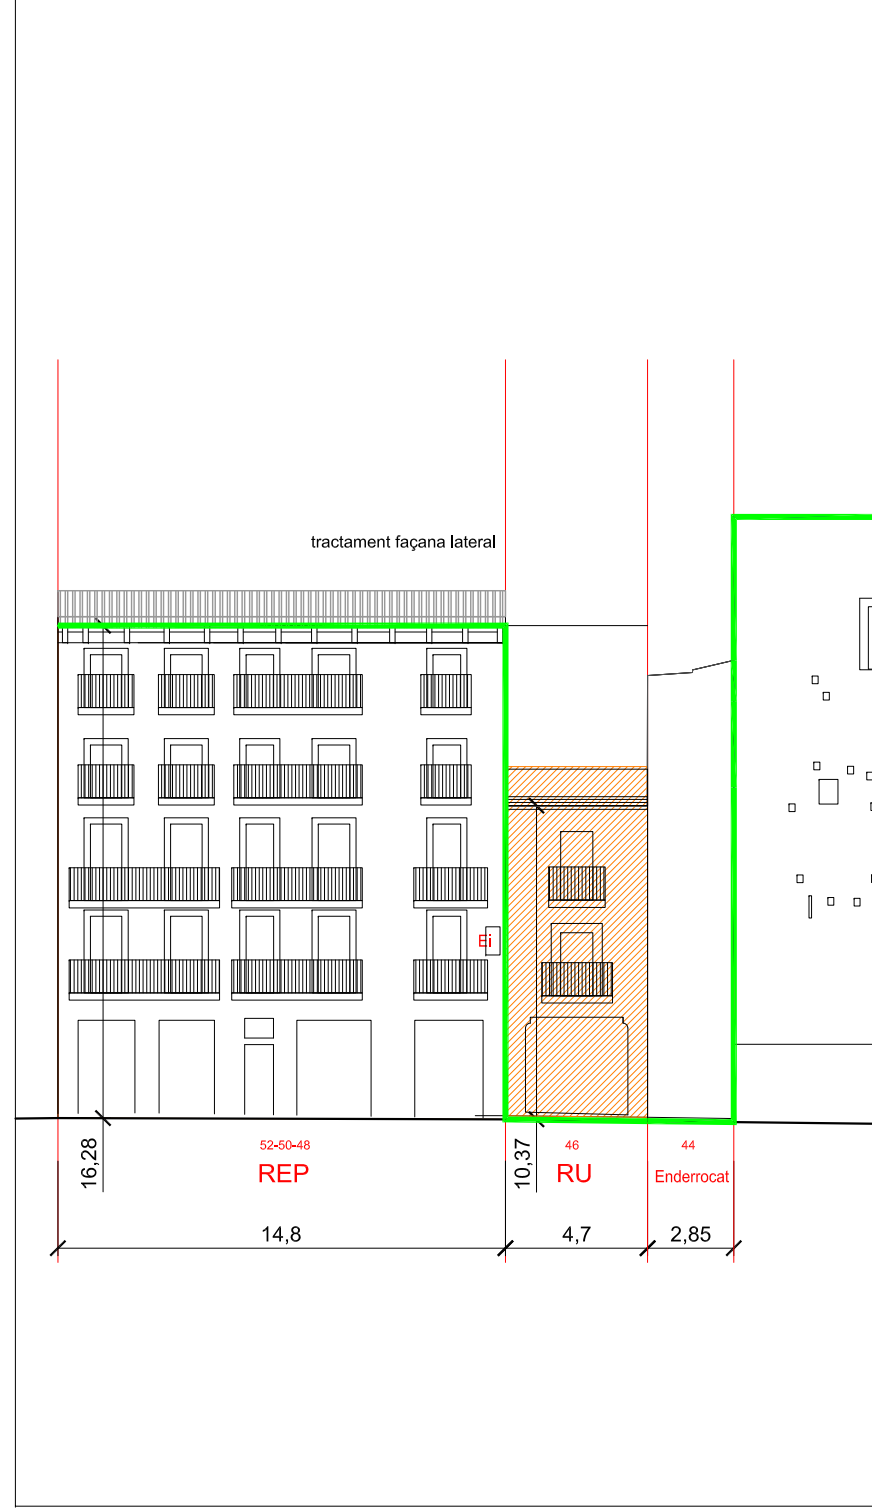 tractament façana lateral
Ei
52-50-48
46
44
16,28
REP
10,37
RU
Enderrocat
14,8
4,7
2,85